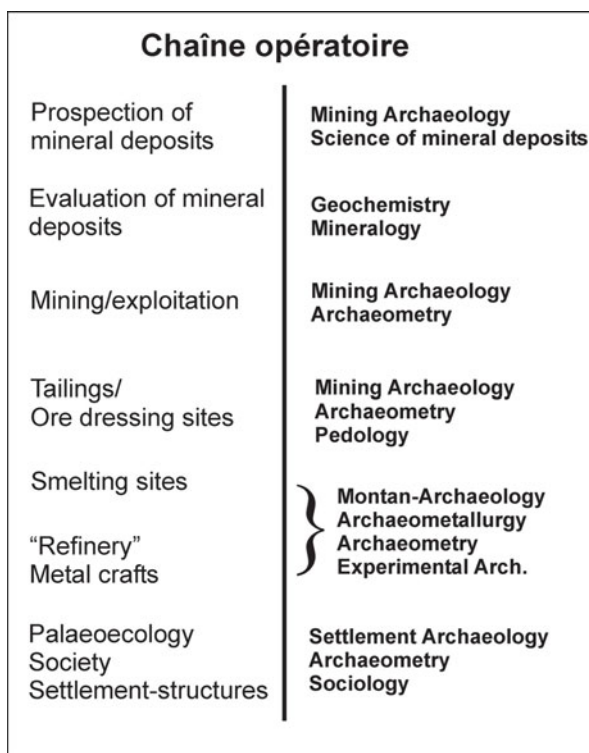 Chaîne opératoire
Prospection of
mineral deposits
Mining Archaeology
Science of mineral deposits
Evaluation of mineral
deposits
Geochemistry
Mineralogy
Mining/exploitation
Mining Archaeology
Archaeometry
Tailings/
Ore dressing sites
Mining Archaeology
Archaeometry
Pedology
Smelting sites
“Refinery”
Metal crafts
Montan-Archaeology
Archaeometallurgy
Archaeometry
Experimental Arch.
Palaeoecology
Society
Settlement-structures
Settlement Archaeology
Archaeometry
Sociology